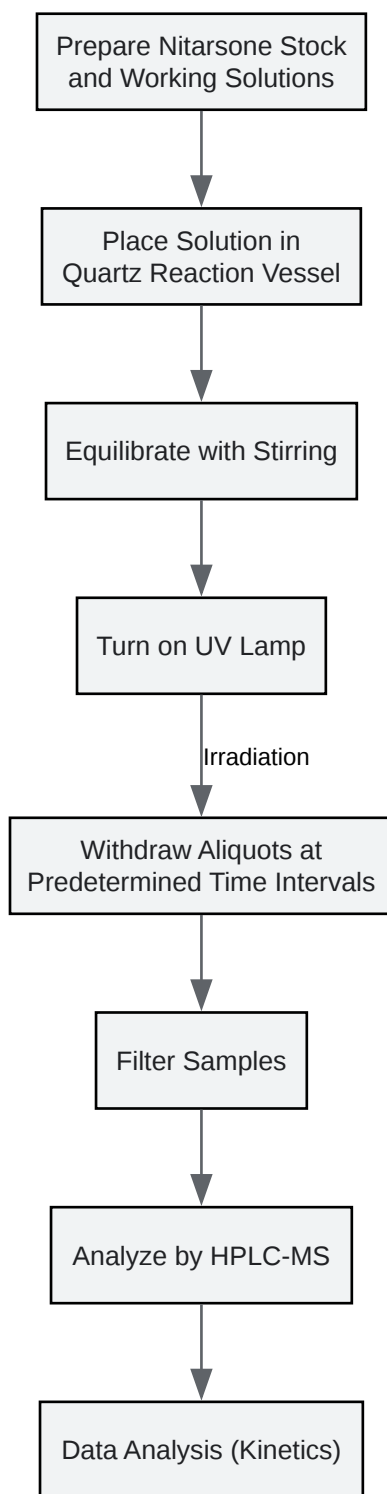 Prepare Nitarsone Stock
and Working Solutions
Place Solution in
Quartz Reaction Vessel
Equilibrate with Stirring
Turn on UV Lamp
Irradiation
Withdraw Aliquots at
Predetermined Time Intervals
Filter Samples
Analyze by HPLC-MS
Data Analysis (Kinetics)